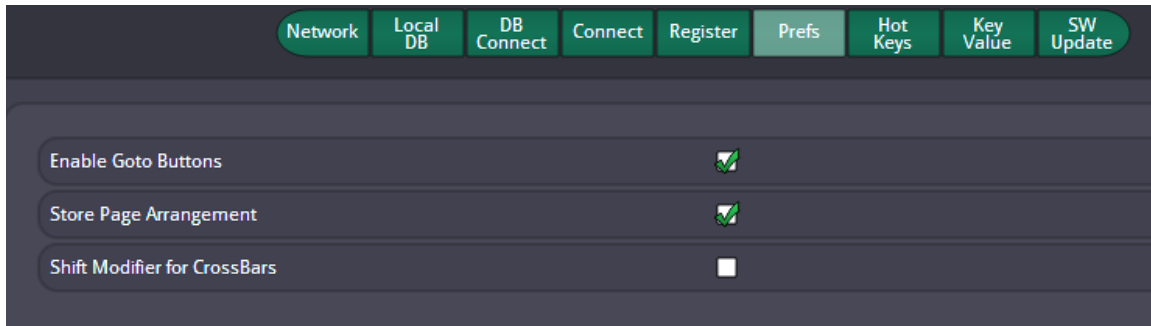 Network
Local
DB
DB
Connect
Connect
Register
Prefs
Hot
Keys
Key
Value
SW
Update
Enable Goto Buttons
Store Page Arrangement
Shift Modifier for CrossBars